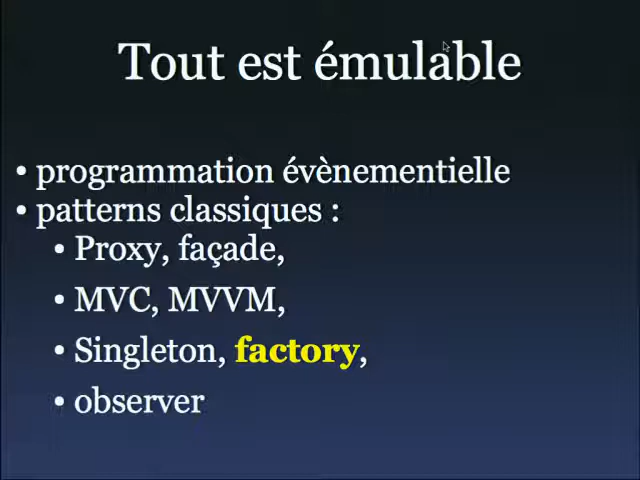 Tout est émulable
• programmation évènementielle
• patterns classiques :
• Proxy, façade,
• MVC, MVVM,
• Singleton, factory,
• observer